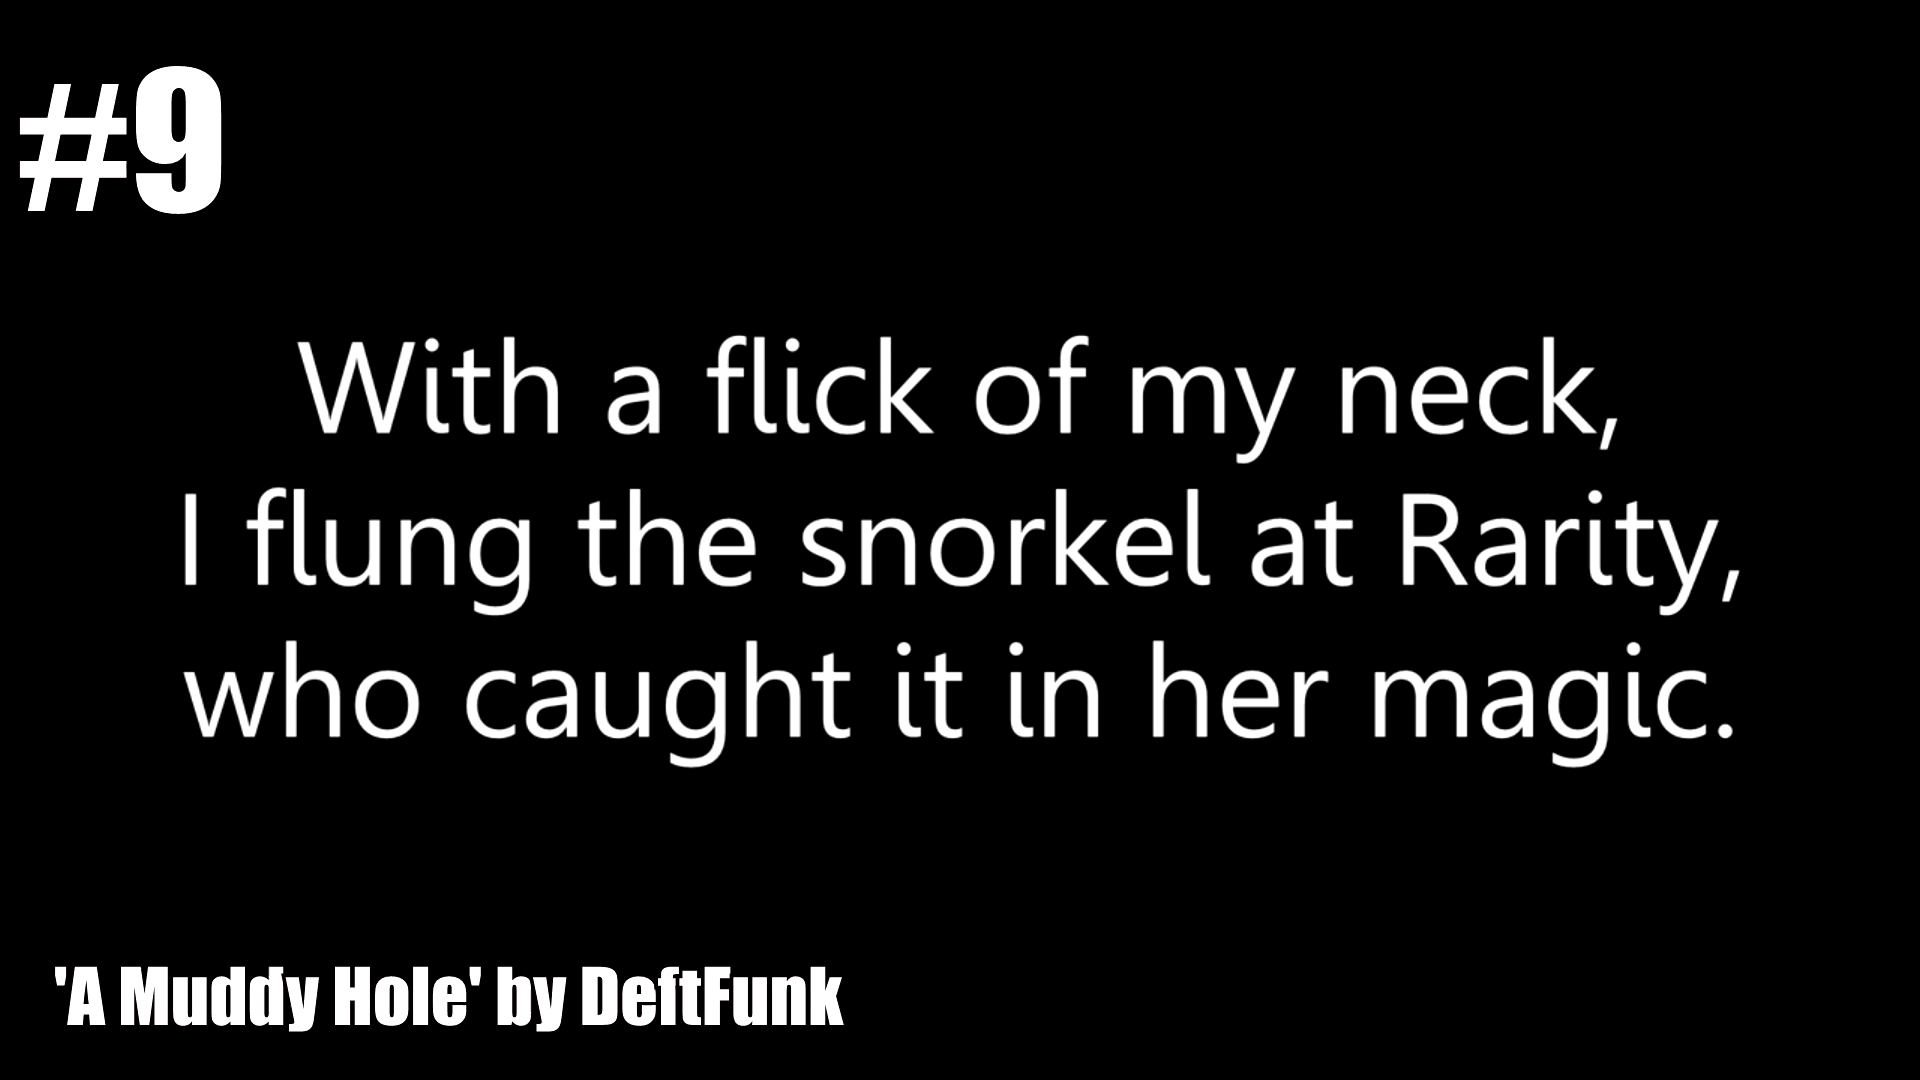 #9
With a flick of my neck,
I flung the snorkel at Rarity,
who caught it in her magic.
'A Muddy Hole' by DeftFunk